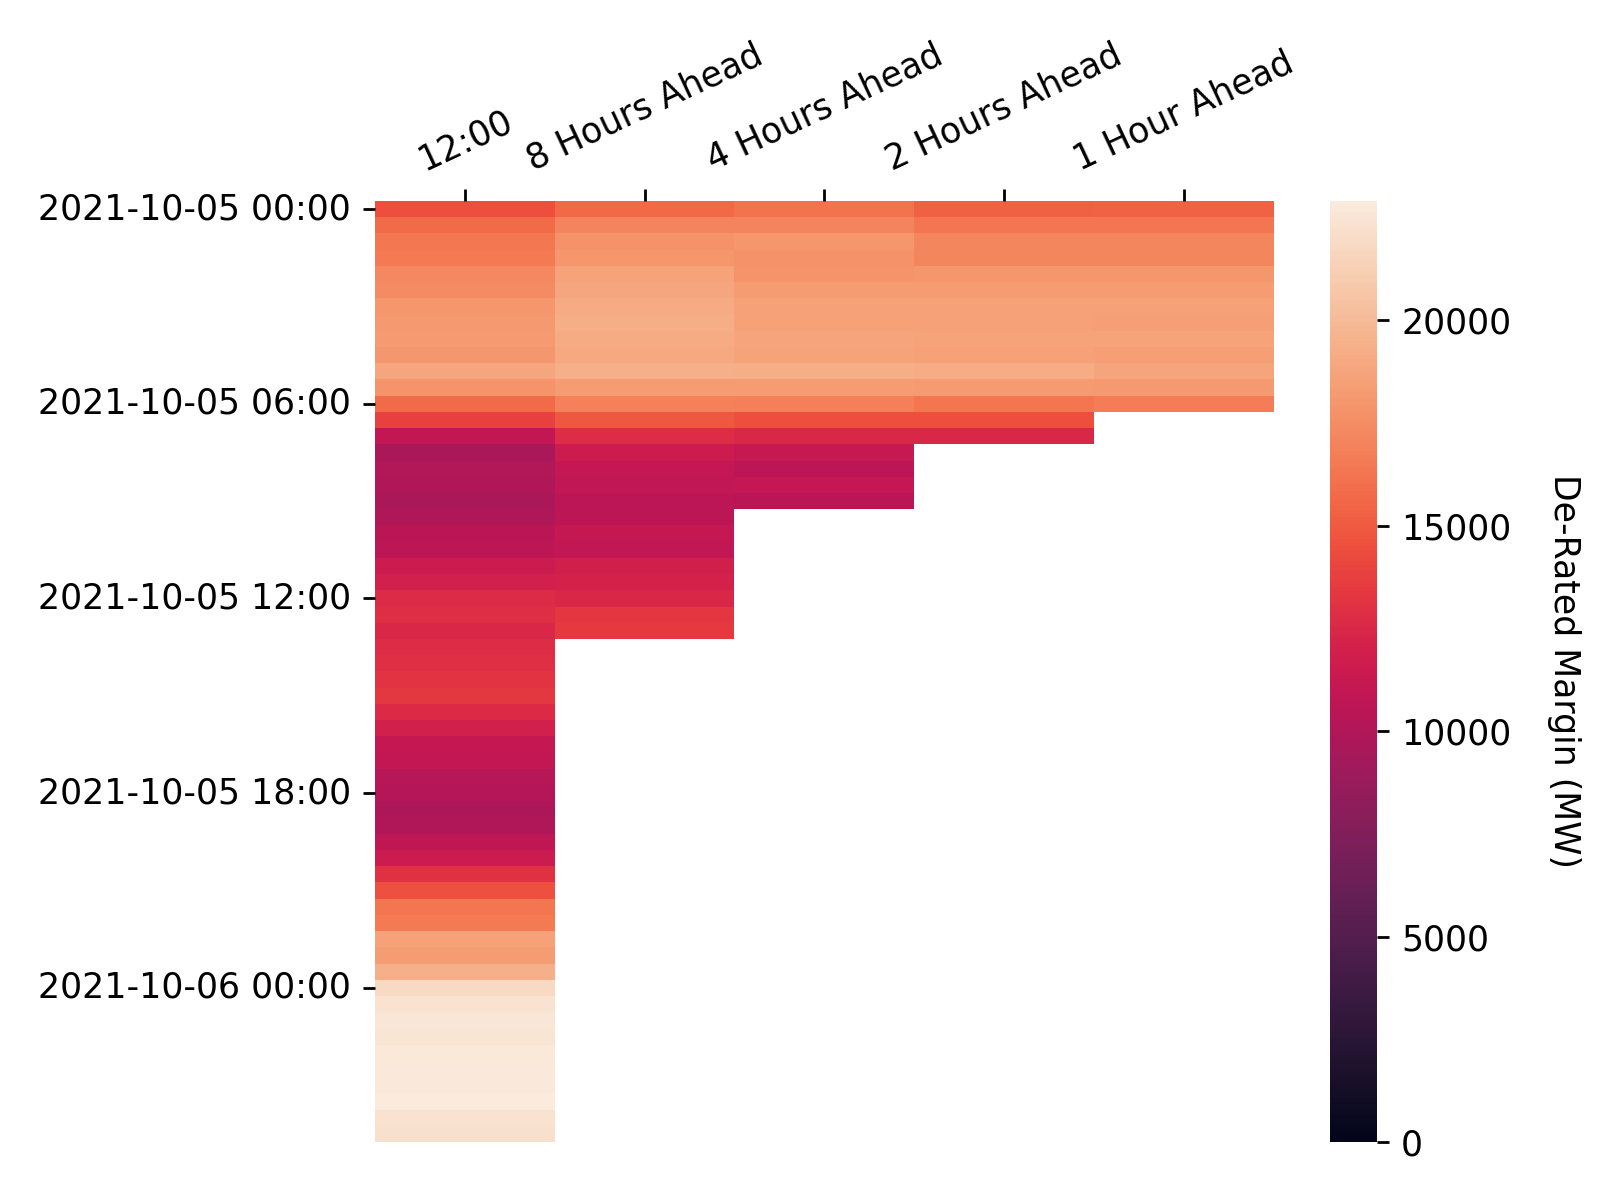 12:00
8 Hours Ahead
4 Hours Ahead
2 Hours Ahead
1 Hour Ahead
2021-10-05 00:00
2021-10-05 06:00
2021-10-05 12:00
2021-10-05 18:00
2021-10-06 00:00
20000
15000
10000
5000
0
De-Rated Margin (MW)